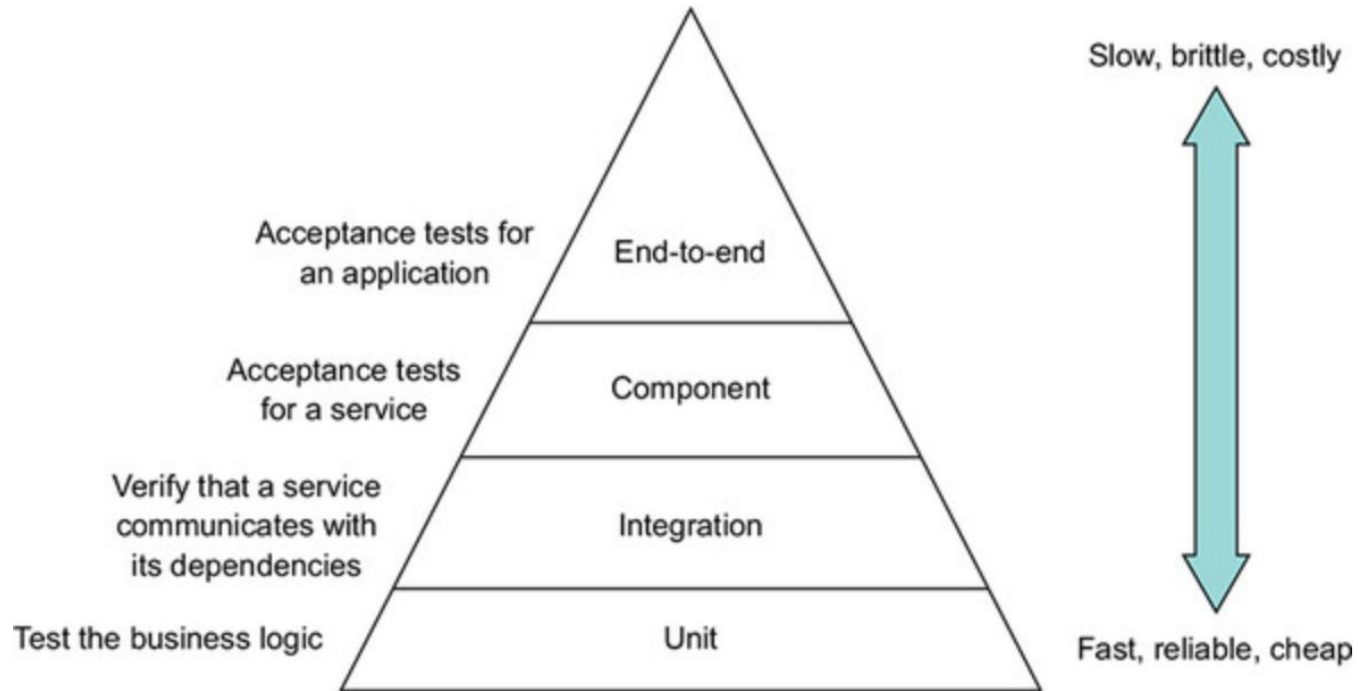 Slow, brittle, costly
Acceptance tests for
an application
End-to-end
Acceptance tests
for a service
Component
Verify that a service
communicates with
its dependencies
Integration
Test the business logic
Unit
Fast, reliable, cheap